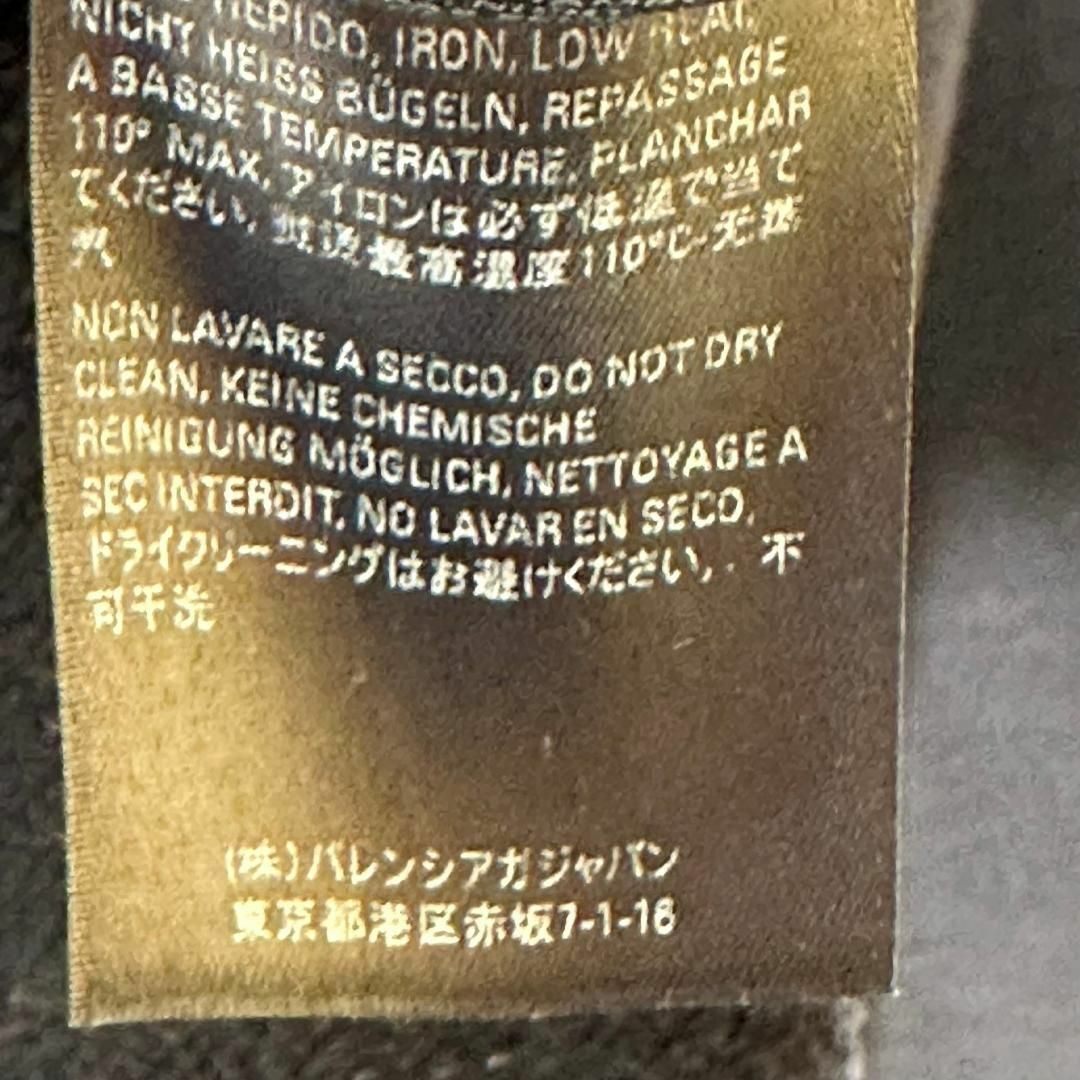 TIEPIDO, IRON, LOW HEAT,
NICHT HEISS BÜGELN, REPASSAGE
A BASSE TEMPERATURE, PLANCHAR
110° MAX, アイロンは必ず低温で当て
てください, 熨烫最高温度110°C-无蒸
汽
NON LAVARE A SECCO, DO NOT DRY
CLEAN, KEINE CHEMISCHE
REINIGUNG MÖGLICH, NETTOYAGE A
SEC INTERDIT, NO LAVAR EN SECO,
ドライクリーニングはお避けください, . 不
可干洗
(株)バレンシアガジャパン
東京都港区赤坂7-1-16